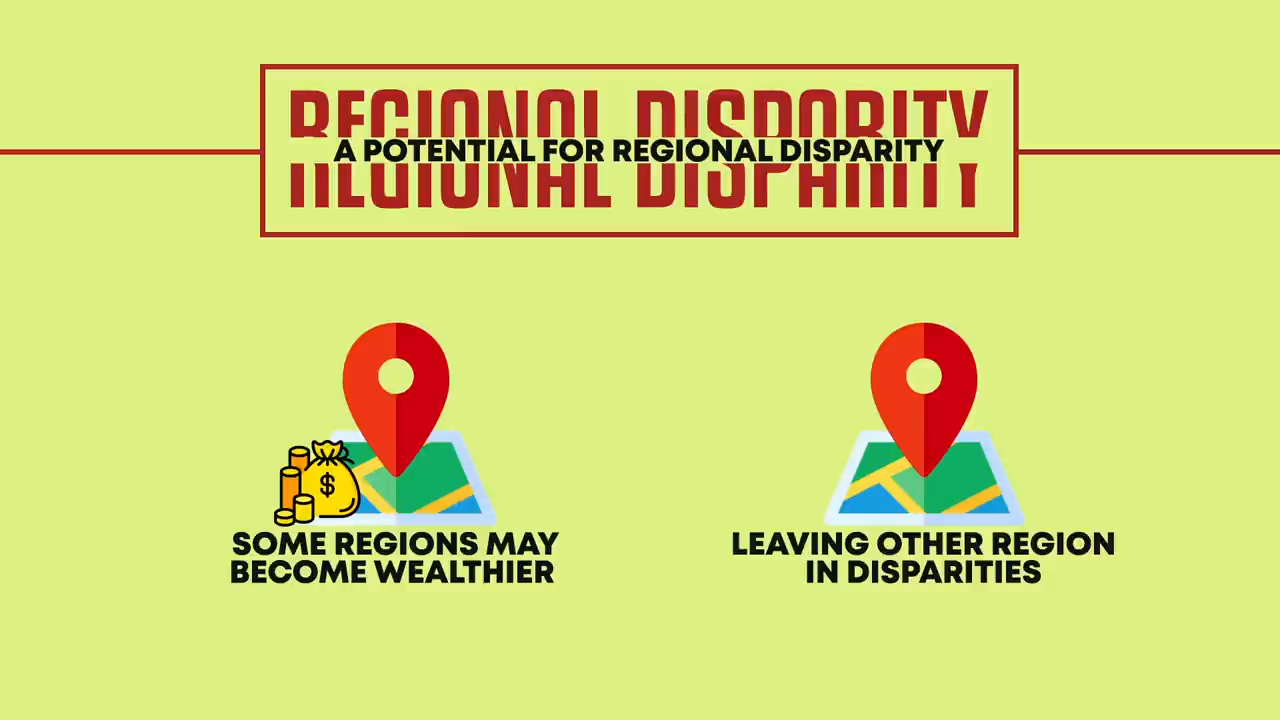 REGIONAL DISPARITY
A POTENTIAL FOR REGIONAL DISPARITY
$
SOME REGIONS MAY
BECOME WEALTHIER
LEAVING OTHER REGION
IN DISPARITIES